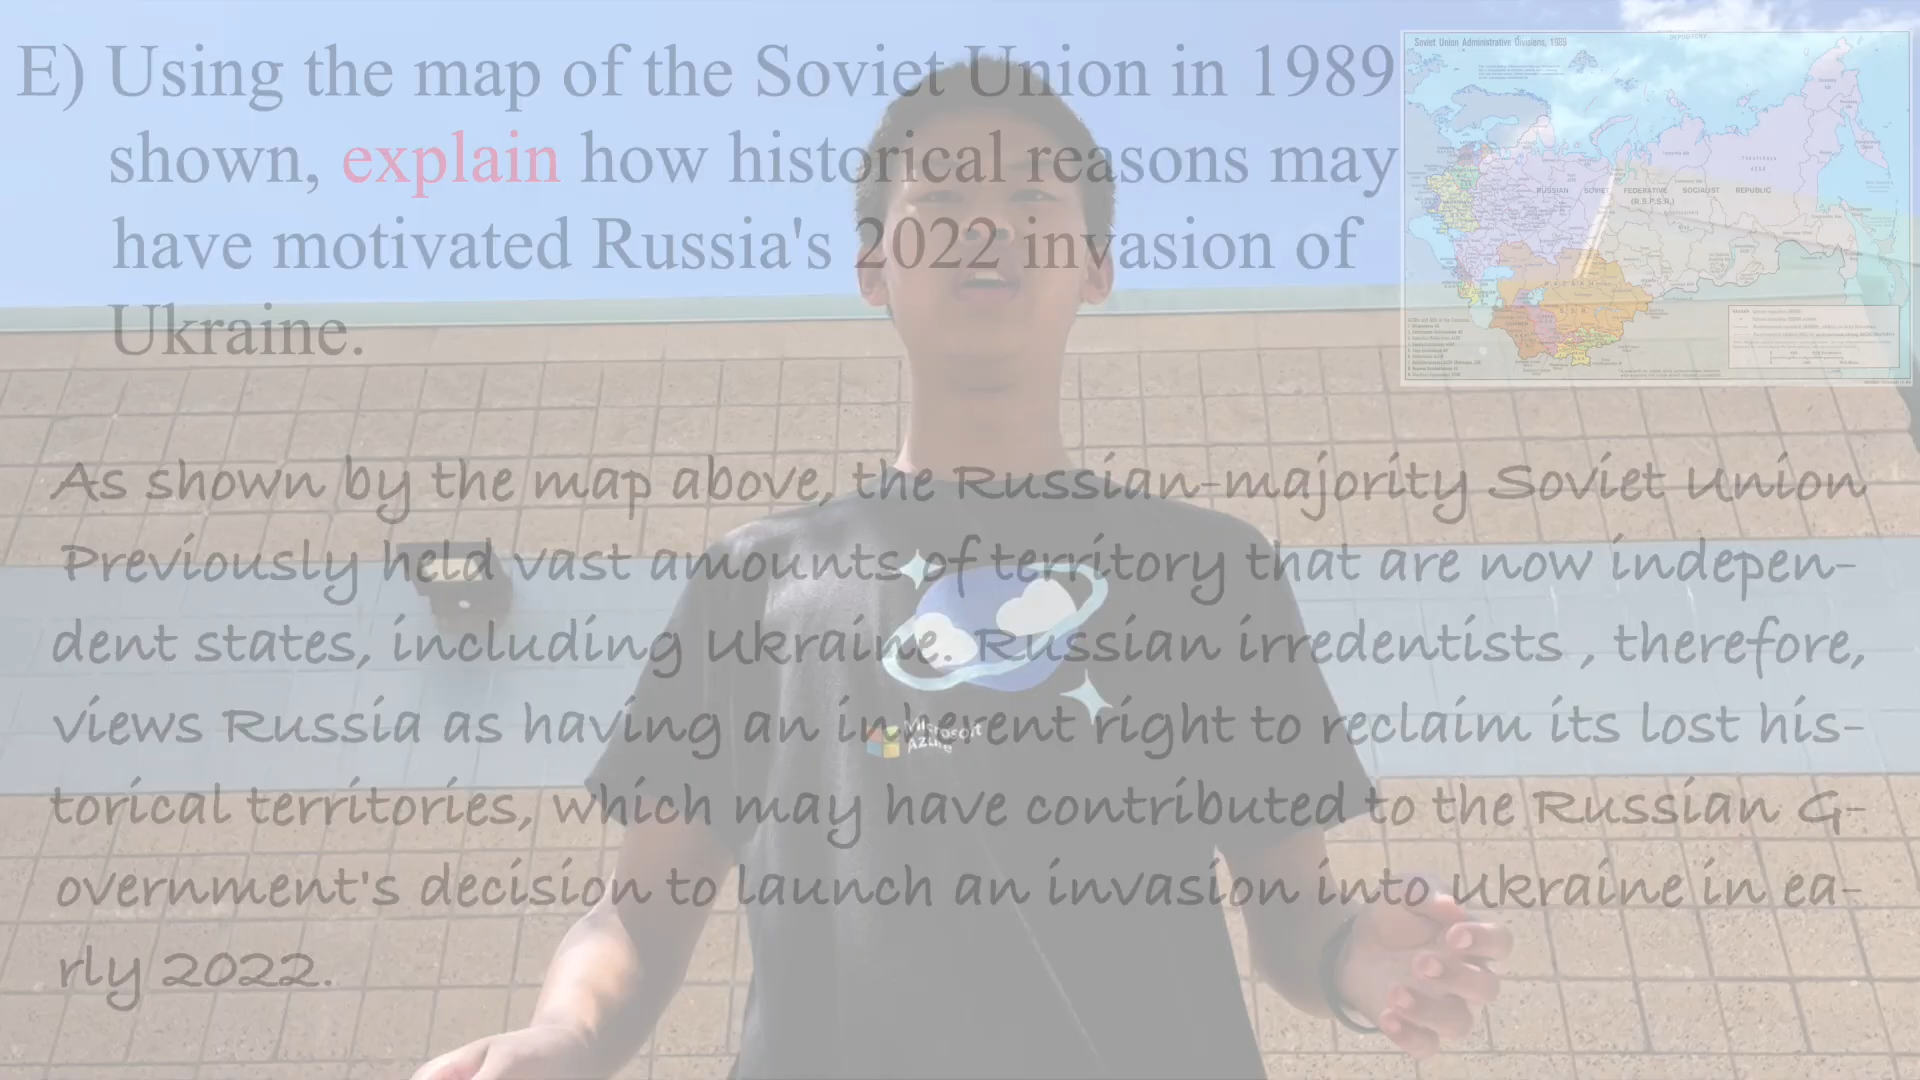 E) Using the map of the Soviet Union in 1989
shown, explain how historical reasons may
have motivated Russia's 2022 invasion of
Ukraine.
Soviet Union Administrative Divisions, 1989
RUSSIAN SOVIET FEDERATIVE SOCIALIST REPUBLIC
(R.S.F.S.R.)
As shown by the map above, the Russian-majority Soviet Union
Previously held vast amounts of territory that are now indepen-
dent states, including Ukraine. Russian irredentists , therefore,
views Russia as having an inherent right to reclaim its lost his-
torical territories, which may have contributed to the Russian G-
overnment's decision to launch an invasion into Ukraine in ea-
rly 2022.
Microsoft
Azure